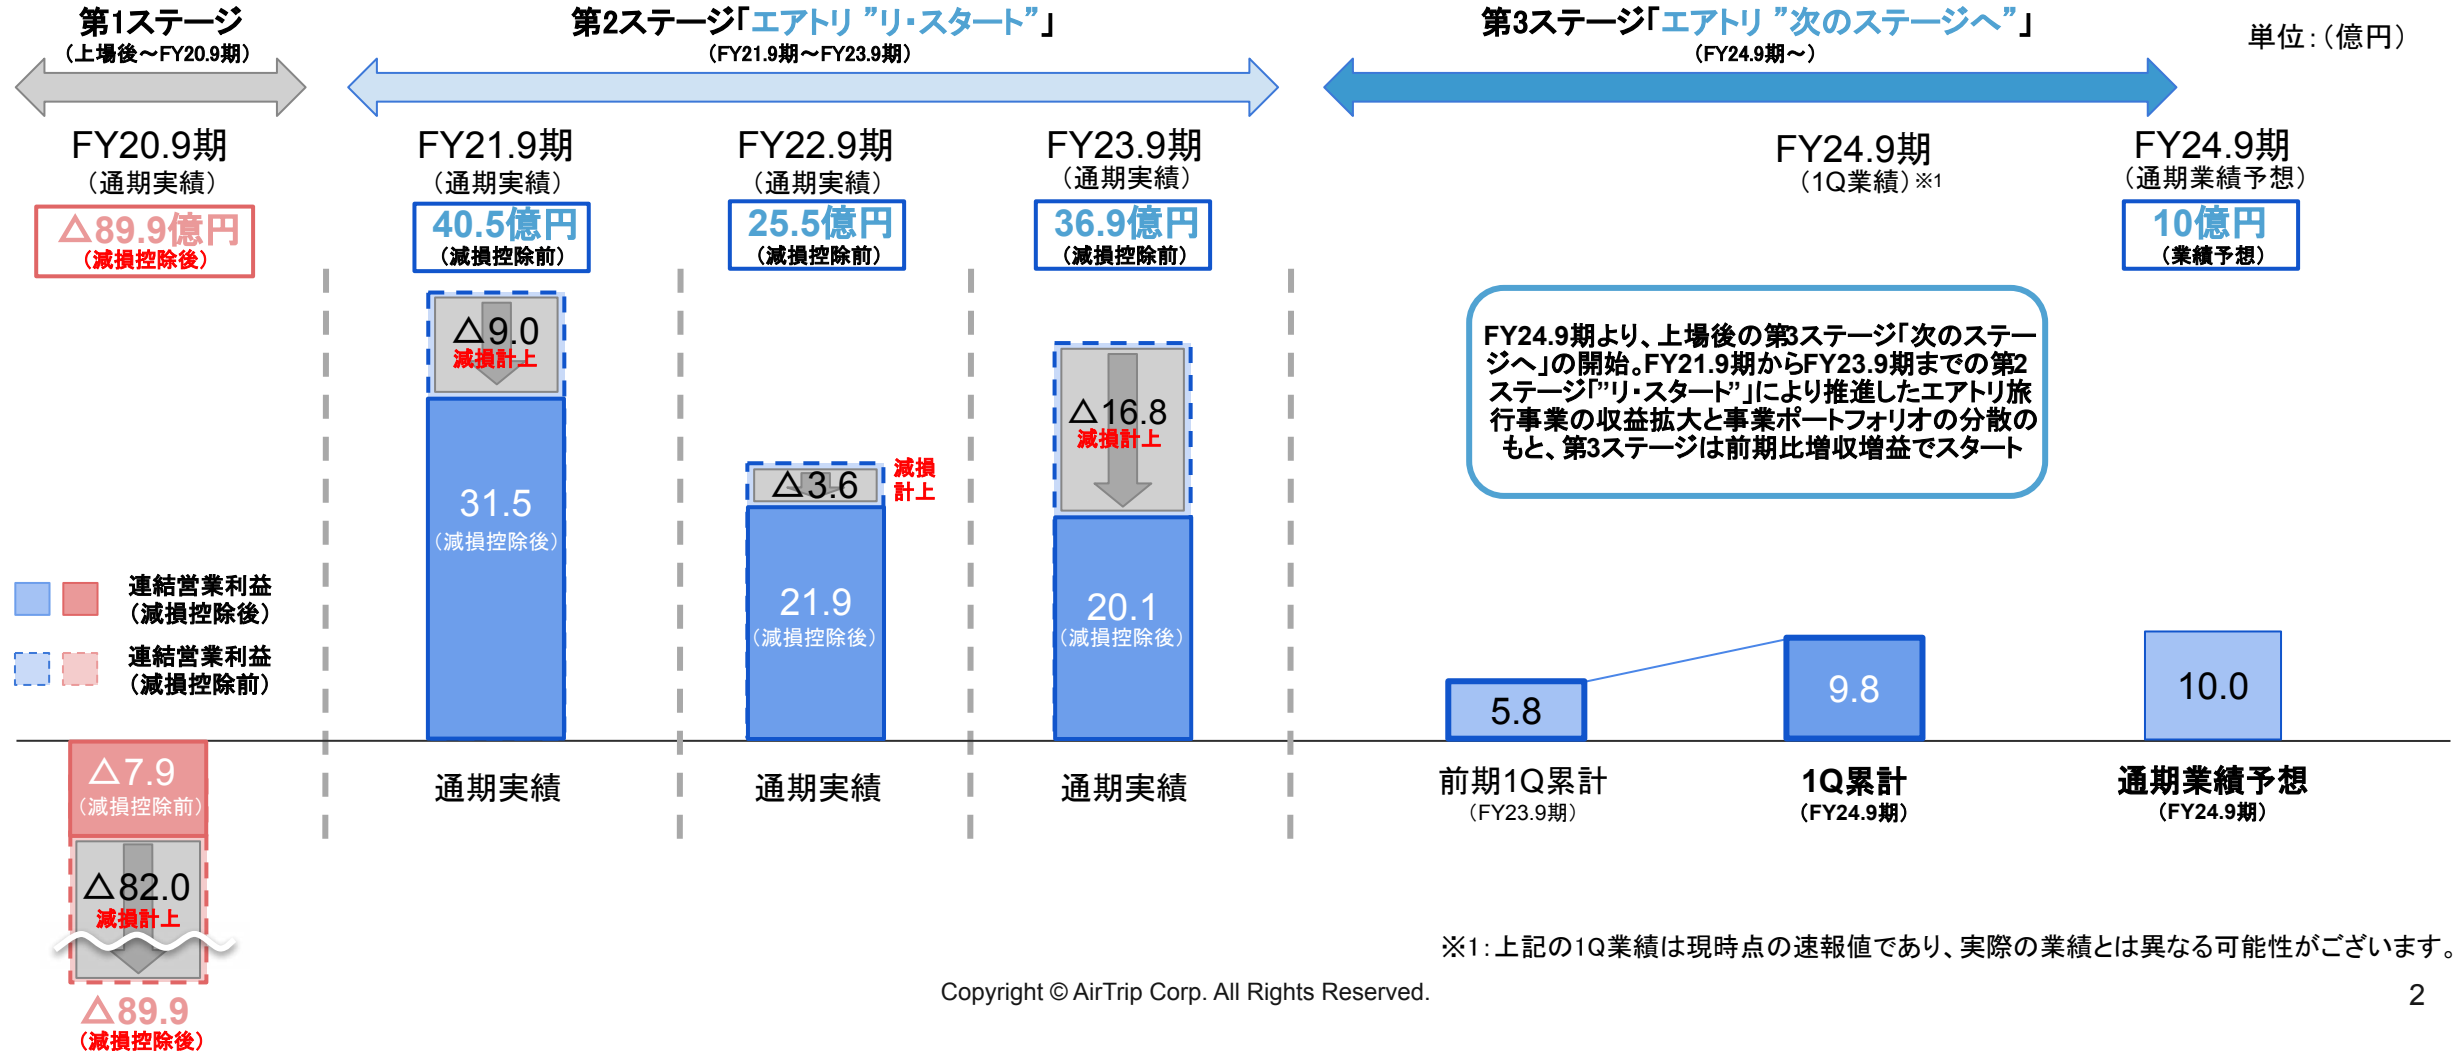 第1ステージ
（上場後～FY20.9期）
第2ステージ「エアトリ ”リ・スタート”」
（FY21.9期～FY23.9期）
第3ステージ「エアトリ ”次のステージへ”」
（FY24.9期～）
単位：（億円）
FY20.9期
（通期実績）
△89.9億円
（減損控除後）
FY21.9期
（通期実績）
40.5億円
（減損控除前）
FY22.9期
（通期実績）
25.5億円
（減損控除前）
FY23.9期
（通期実績）
36.9億円
（減損控除前）
FY24.9期
（1Q業績）※1
FY24.9期
（通期業績予想）
10億円
（業績予想）
△9.0
減損計上
31.5
（減損控除後）
△3.6
減損
計上
21.9
（減損控除後）
△16.8
減損計上
20.1
（減損控除後）
FY24.9期より、上場後の第3ステージ「次のステー
ジへ」の開始。FY21.9期からFY23.9期までの第2
ステージ「”リ・スタート”」により推進したエアトリ旅
行事業の収益拡大と事業ポートフォリオの分散の
もと、第3ステージは前期比増収増益でスタート
連結営業利益
（減損控除後）
連結営業利益
（減損控除前）
5.8
9.8
10.0
△7.9
（減損控除前）
△82.0
減損計上
△89.9
（減損控除後）
通期実績
通期実績
通期実績
前期1Q累計
（FY23.9期）
1Q累計
（FY24.9期）
通期業績予想
（FY24.9期）
※1：上記の1Q業績は現時点の速報値であり、実際の業績とは異なる可能性がございます。
Copyright © AirTrip Corp. All Rights Reserved.
2